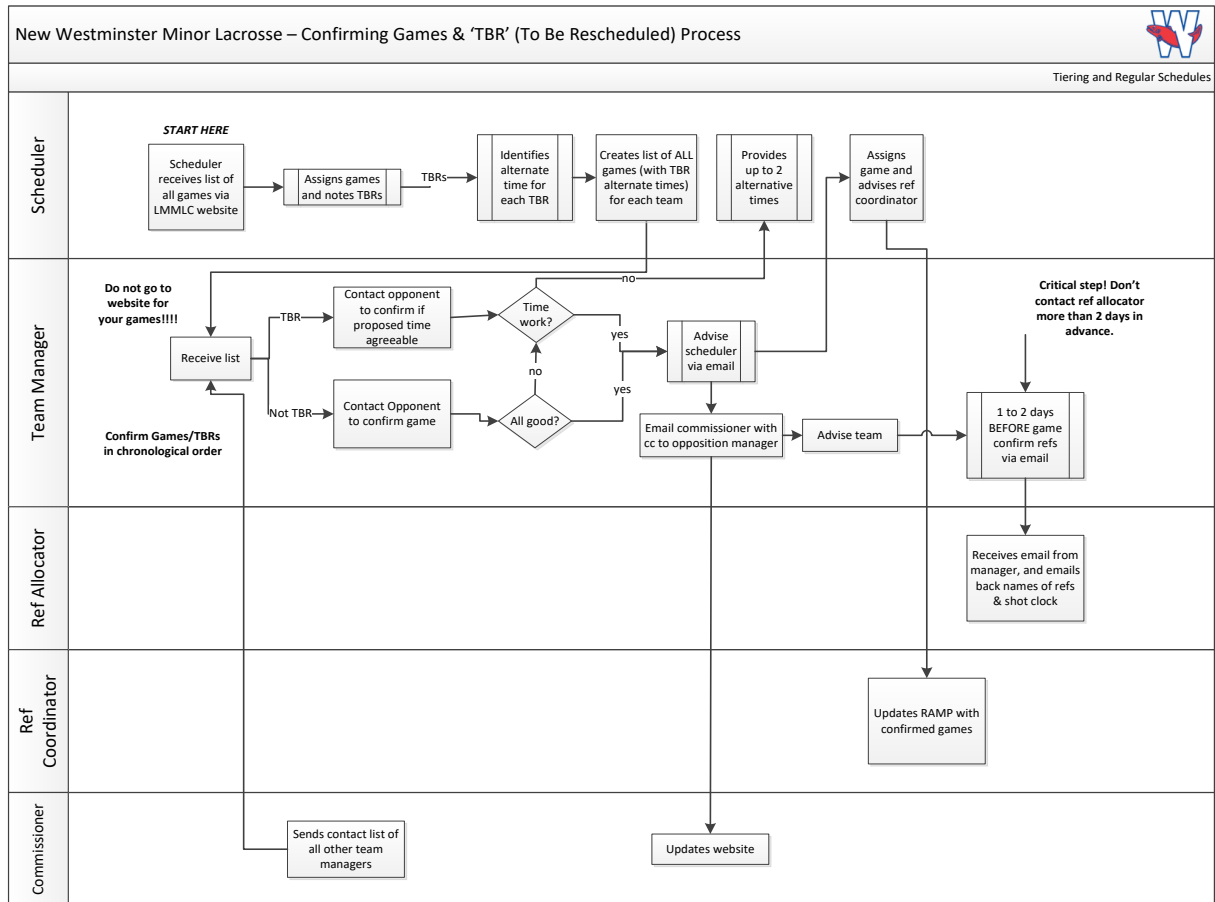 New Westminster Minor Lacrosse – Confirming Games & ‘TBR’ (To Be Rescheduled) Process
W
Tiering and Regular Schedules
Scheduler
START HERE
Scheduler
receives list of
all games via
LMMLC website
Assigns games
and notes TBRs
TBRs
Identifies
alternate
time for
each TBR
Creates list of ALL
games (with TBR
alternate times)
for each team
Provides
up to 2
alternative
times
Assigns
game and
advises ref
coordinator
Team Manager
Do not go to
website for
your games!!!!
Receive list
Confirm Games/TBRs
in chronological order
TBR
Contact opponent
to confirm if
proposed time
agreeable
Not TBR
Contact Opponent
to confirm game
Time
work?
no
no
All good?
yes
yes
Advise
scheduler
via email
Email commissioner with
cc to opposition manager
Advise team
Critical step! Don’t
contact ref allocator
more than 2 days in
advance.
1 to 2 days
BEFORE game
confirm refs
via email
Ref Allocator
Receives email from
manager, and emails
back names of refs
& shot clock
Ref
Coordinator
Updates RAMP with
confirmed games
Commissioner
Sends contact list of
all other team
managers
Updates website